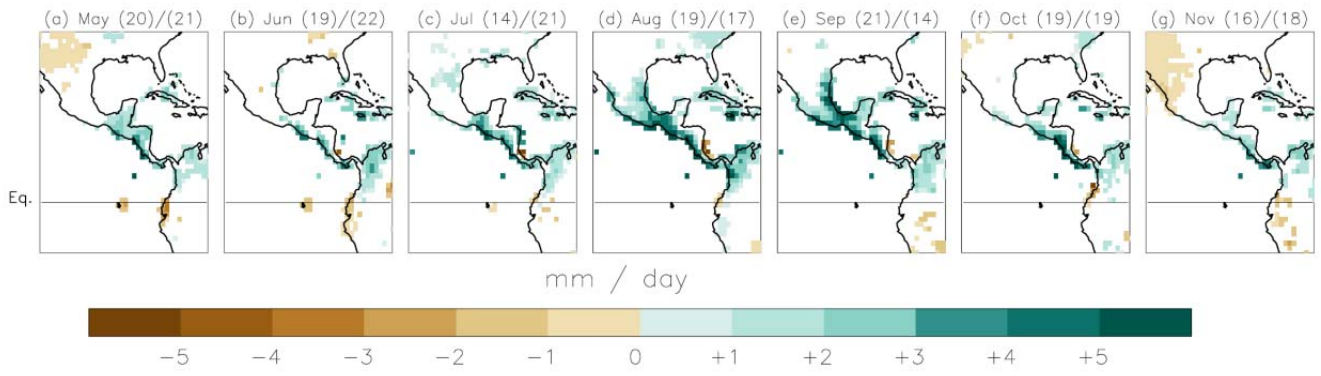 (a) May (20)/(21)
(b) Jun (19)/(22)
(c) Jul (14)/(21)
(d) Aug (19)/(17)
(e) Sep (21)/(14)
(f) Oct (19)/(19)
(g) Nov (16)/(18)
Eq.
mm / day
-5 -4 -3 -2 -1 0 +1 +2 +3 +4 +5